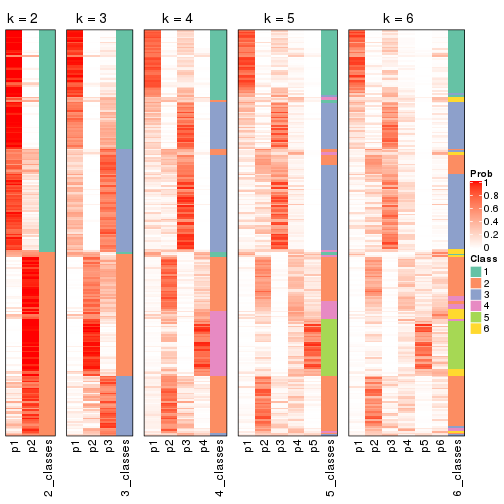 k = 2
k = 3
k = 4
k = 5
k = 6
Prob
1
0.8
0.6
0.4
0.2
0
Class
1
2
3
4
5
6
p1
p2
2_classes
p1
p2
p3
3_classes
p1
p2
p3
p4
4_classes
p1
p2
p3
p4
p5
5_classes
p1
p2
p3
p4
p5
p6
6_classes